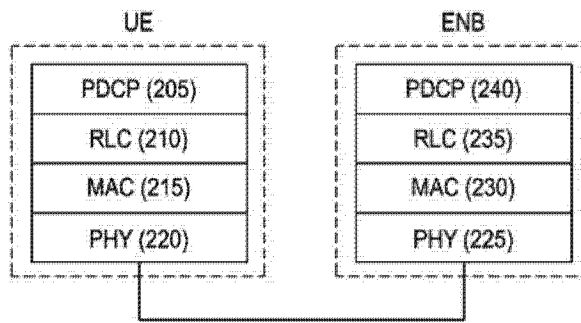 UE
ENB
PDCP (205)
PDCP (240)
RLC (210)
RLC (235)
MAC (215)
MAC (230)
PHY (220)
PHY (225)